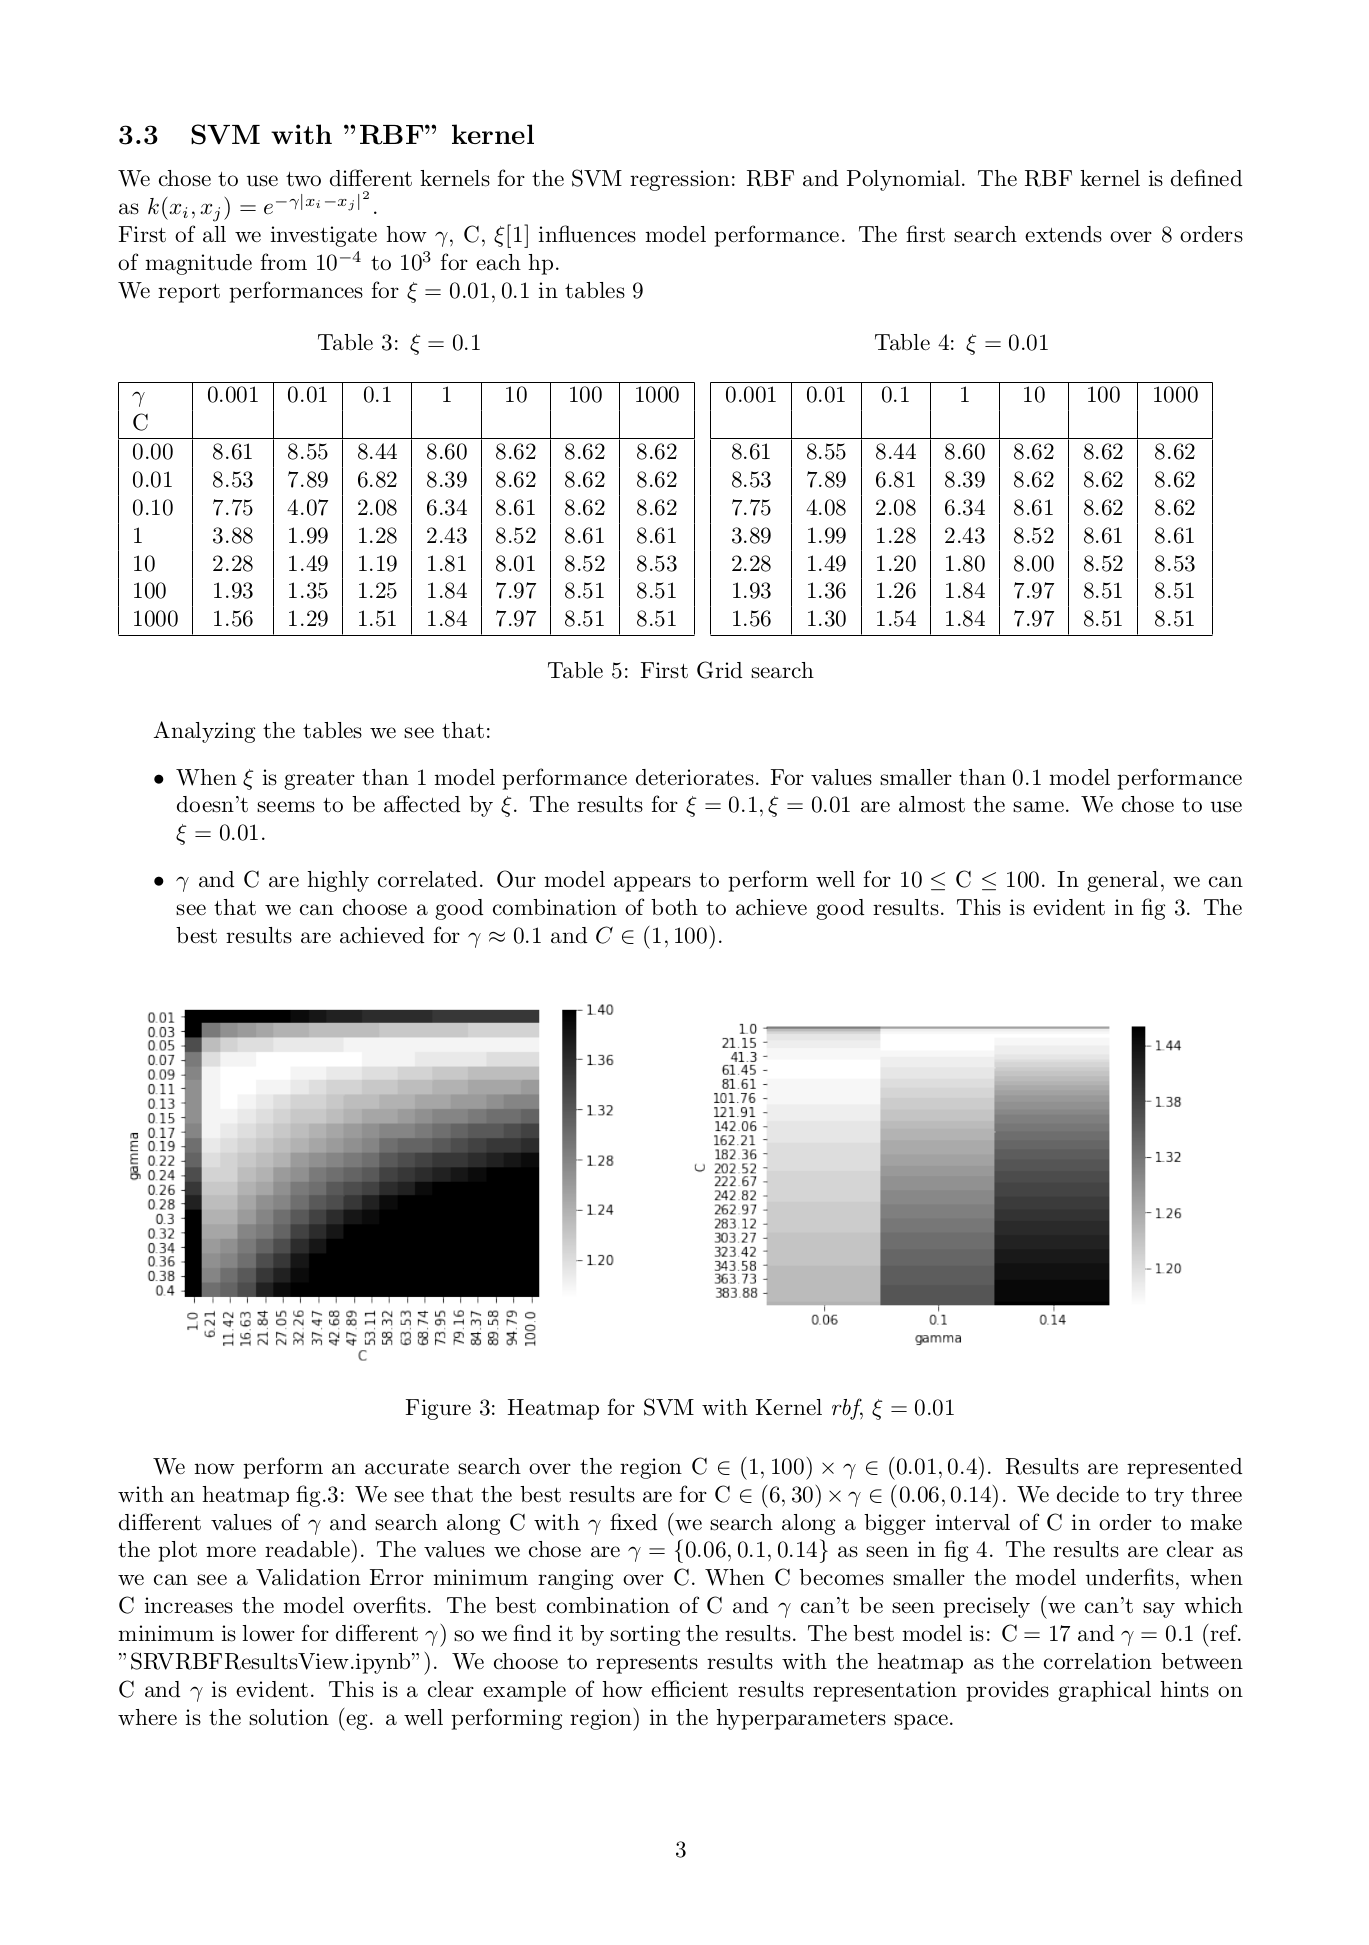 3.3 SVM with ”RBF” kernel
We chose to use two different kernels for the SVM regression: RBF and Polynomial. The RBF kernel is defined
as k(xᵢ, xⱼ) = e^{−γ|xᵢ−xⱼ|²}.
First of all we investigate how γ, C, ξ[1] influences model performance. The first search extends over 8 orders
of magnitude from 10⁻⁴ to 10³ for each hp.
We report performances for ξ = 0.01, 0.1 in tables 9
Table 3: ξ = 0.1
γ 0.001 0.01 0.1 1 10 100 1000
C
0.00 8.61 8.55 8.44 8.60 8.62 8.62 8.62
0.01 8.53 7.89 6.82 8.39 8.62 8.62 8.62
0.10 7.75 4.07 2.08 6.34 8.61 8.62 8.62
1 3.88 1.99 1.28 2.43 8.52 8.61 8.61
10 2.28 1.49 1.19 1.81 8.01 8.52 8.53
100 1.93 1.35 1.25 1.84 7.97 8.51 8.51
1000 1.56 1.29 1.51 1.84 7.97 8.51 8.51
Table 4: ξ = 0.01
0.001 0.01 0.1 1 10 100 1000
8.61 8.55 8.44 8.60 8.62 8.62 8.62
8.53 7.89 6.81 8.39 8.62 8.62 8.62
7.75 4.08 2.08 6.34 8.61 8.62 8.62
3.89 1.99 1.28 2.43 8.52 8.61 8.61
2.28 1.49 1.20 1.80 8.00 8.52 8.53
1.93 1.36 1.26 1.84 7.97 8.51 8.51
1.56 1.30 1.54 1.84 7.97 8.51 8.51
Table 5: First Grid search
Analyzing the tables we see that:
• When ξ is greater than 1 model performance deteriorates. For values smaller than 0.1 model performance
doesn't seems to be affected by ξ. The results for ξ = 0.1, ξ = 0.01 are almost the same. We chose to use
ξ = 0.01.
• γ and C are highly correlated. Our model appears to perform well for 10 ≤ C ≤ 100. In general, we can
see that we can choose a good combination of both to achieve good results. This is evident in fig 3. The
best results are achieved for γ ≈ 0.1 and C ∈ (1, 100).
gamma
0.01
0.03
0.05
0.07
0.09
0.11
0.13
0.15
0.17
0.19
0.22
0.24
0.26
0.28
0.3
0.32
0.34
0.36
0.38
0.4
1.0 6.21 11.42 16.63 21.84 27.05 32.26 37.47 42.68 47.89 53.11 58.32 63.53 68.74 73.95 79.16 84.37 89.58 94.79 100.0
C
1.40
1.36
1.32
1.28
1.24
1.20
C
1.0
21.15
41.3
61.45
81.61
101.76
121.91
142.06
162.21
182.36
202.52
222.67
242.82
262.97
283.12
303.27
323.42
343.58
363.73
383.88
0.06 0.1 0.14
gamma
1.44
1.38
1.32
1.26
1.20
Figure 3: Heatmap for SVM with Kernel rbf, ξ = 0.01
We now perform an accurate search over the region C ∈ (1, 100) × γ ∈ (0.01, 0.4). Results are represented
with an heatmap fig.3: We see that the best results are for C ∈ (6, 30) × γ ∈ (0.06, 0.14). We decide to try three
different values of γ and search along C with γ fixed (we search along a bigger interval of C in order to make
the plot more readable). The values we chose are γ = {0.06, 0.1, 0.14} as seen in fig 4. The results are clear as
we can see a Validation Error minimum ranging over C. When C becomes smaller the model underfits, when
C increases the model overfits. The best combination of C and γ can't be seen precisely (we can't say which
minimum is lower for different γ) so we find it by sorting the results. The best model is: C = 17 and γ = 0.1 (ref.
”SRVRBFResultsView.ipynb”). We choose to represents results with the heatmap as the correlation between
C and γ is evident. This is a clear example of how efficient results representation provides graphical hints on
where is the solution (eg. a well performing region) in the hyperparameters space.
3